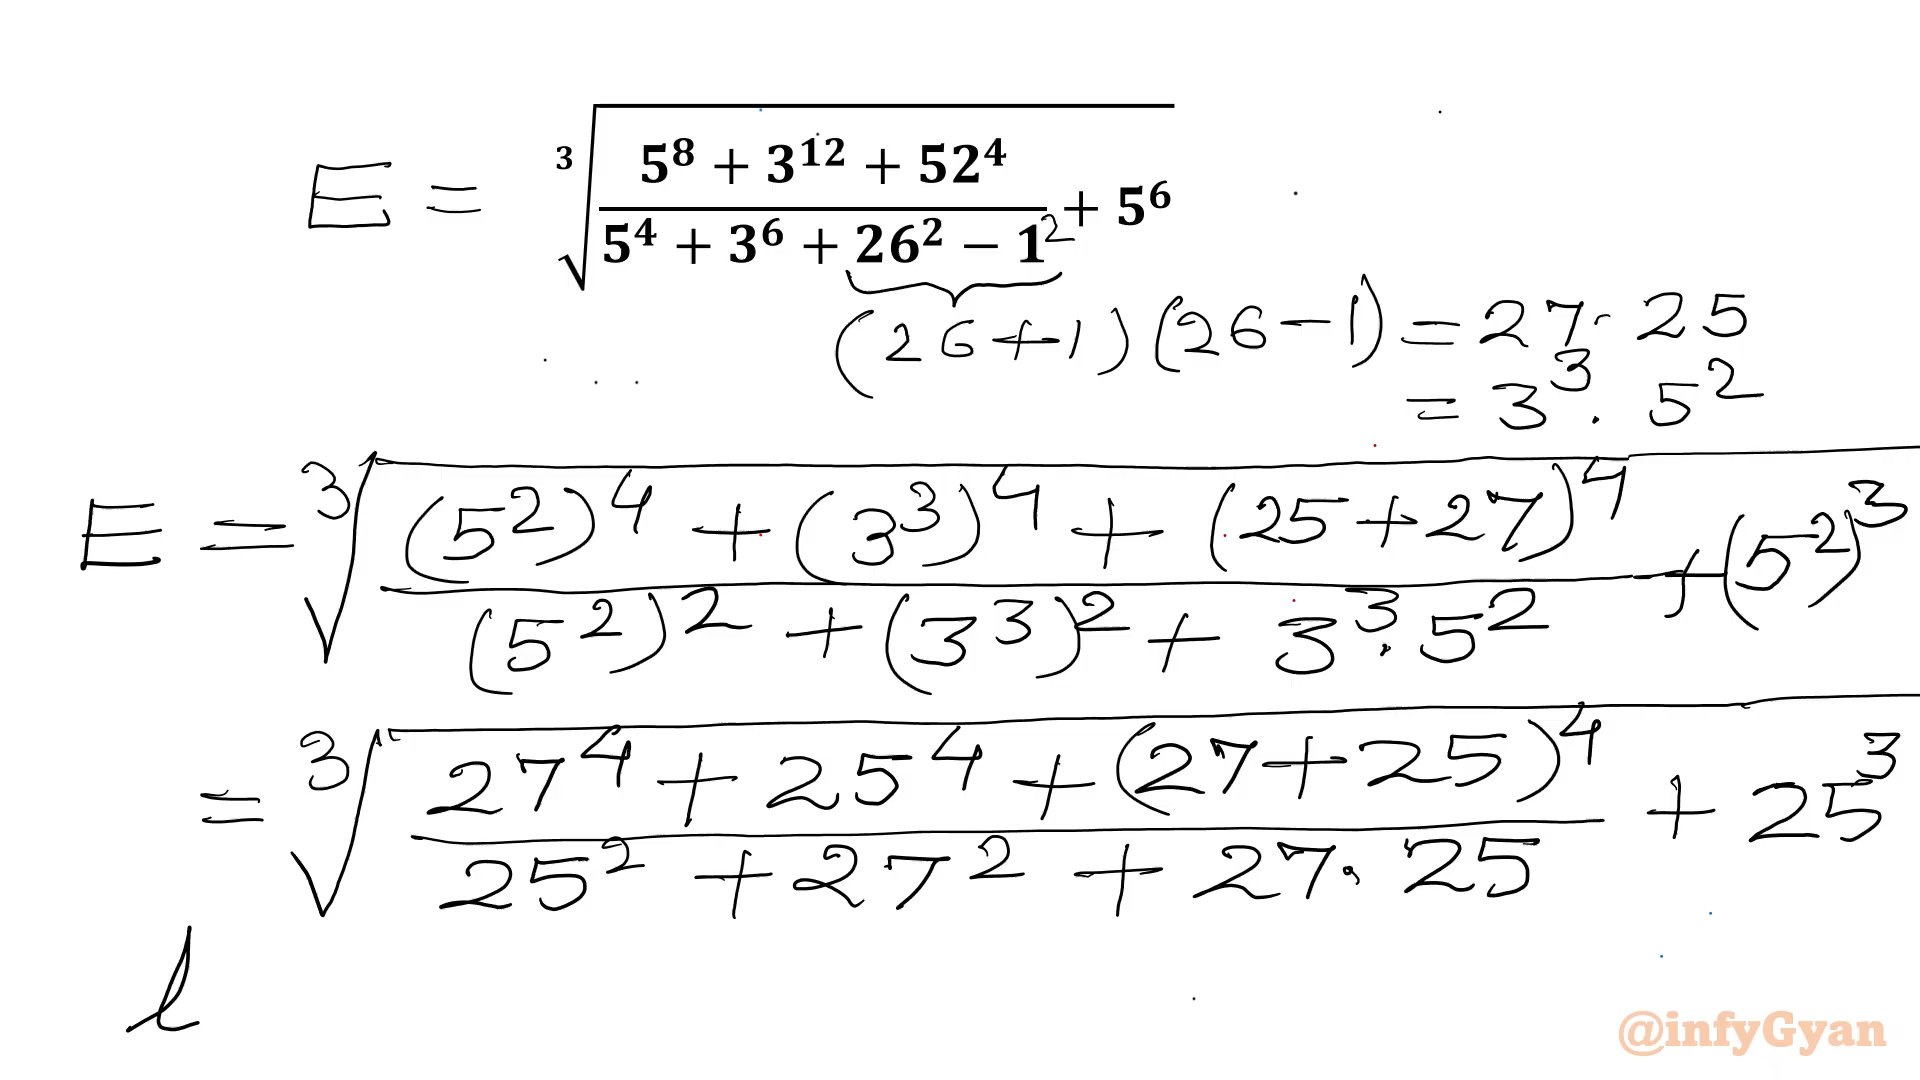 E = ∛((5⁸ + 3¹² + 52⁴)/(5⁴ + 3⁶ + 26² − 1²) + 5⁶)
(26+1)(26−1) = 27·25
= 3³·5²
E = ∛(((5²)⁴ + (3³)⁴ + (25+27)⁴)/((5²)² + (3³)² + 3³·5²) + (5²)³)
= ∛((27⁴ + 25⁴ + (27+25)⁴)/(25² + 27² + 27·25) + 25³)
l
@infyGyan